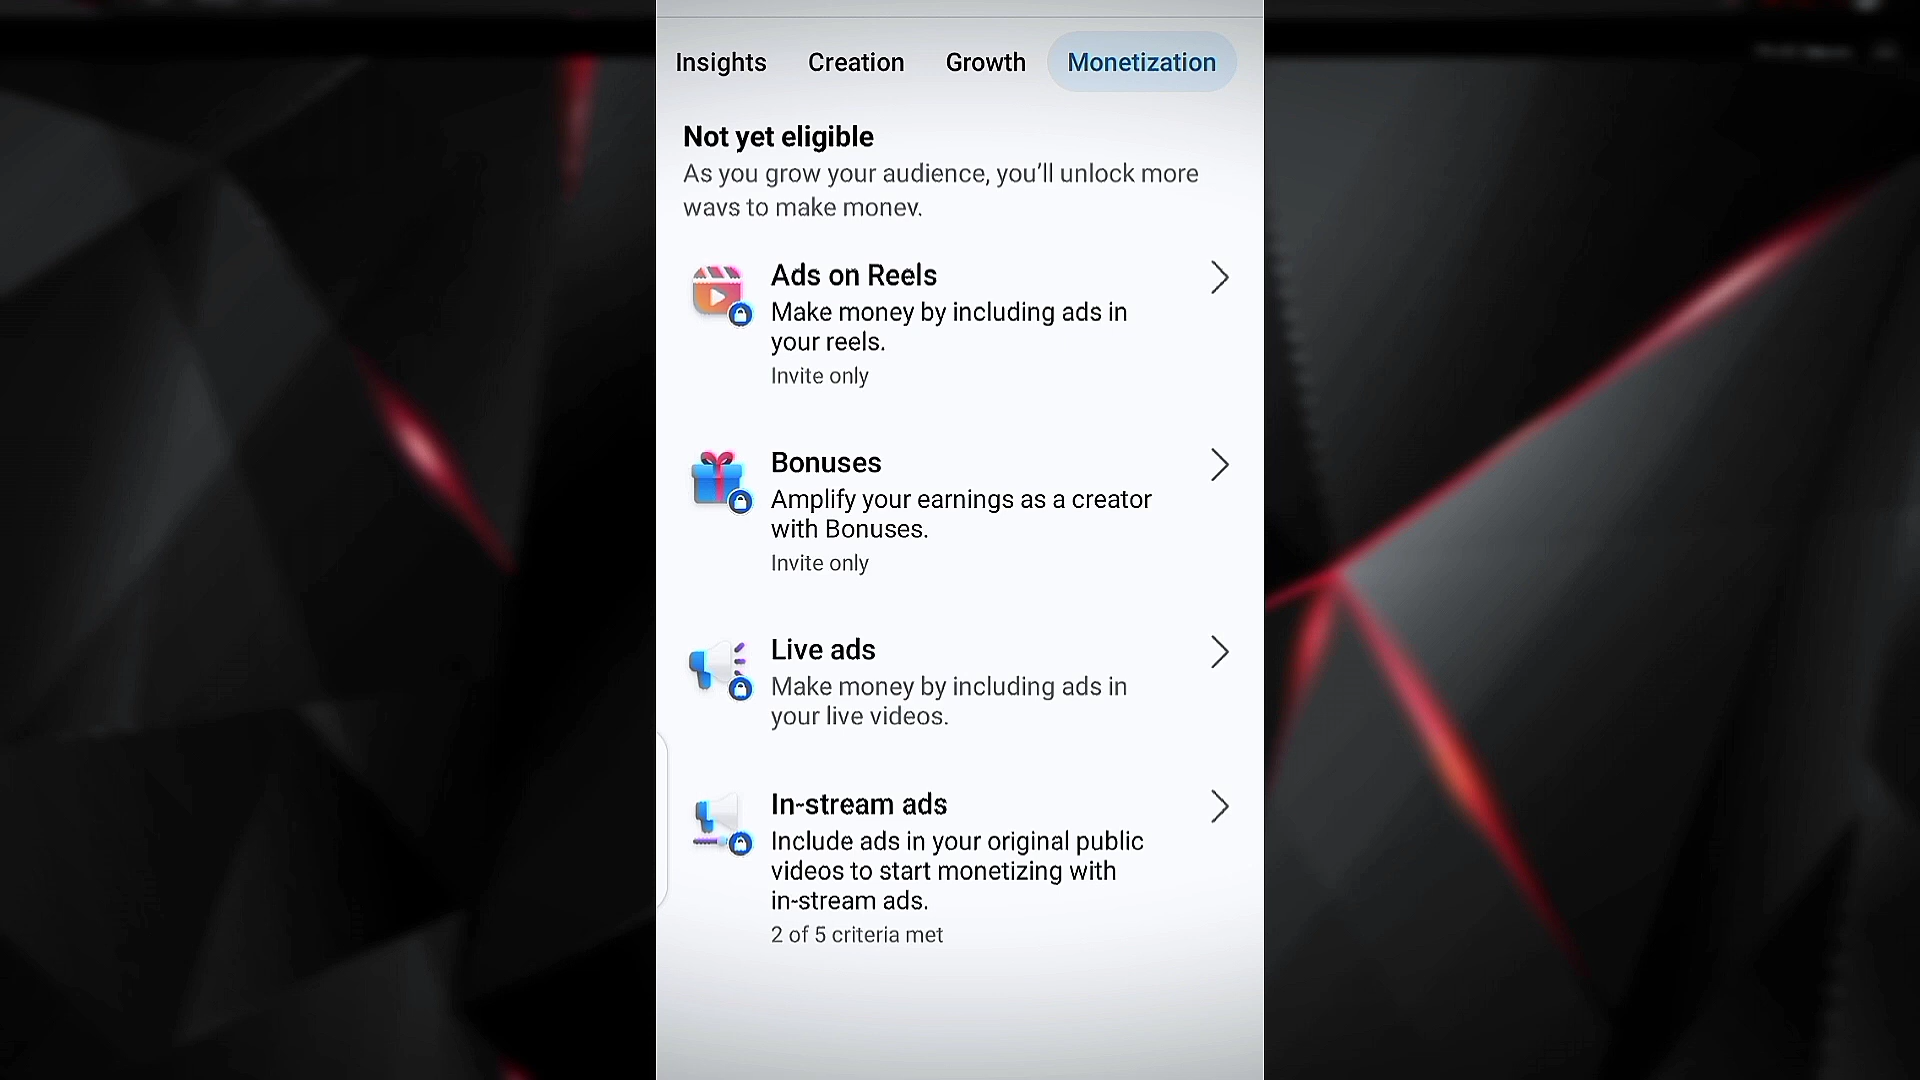 Insights Creation Growth Monetization
Not yet eligible
As you grow your audience, you'll unlock more
ways to make money.
Ads on Reels
Make money by including ads in
your reels.
Invite only
Bonuses
Amplify your earnings as a creator
with Bonuses.
Invite only
Live ads
Make money by including ads in
your live videos.
In-stream ads
Include ads in your original public
videos to start monetizing with
in-stream ads.
2 of 5 criteria met